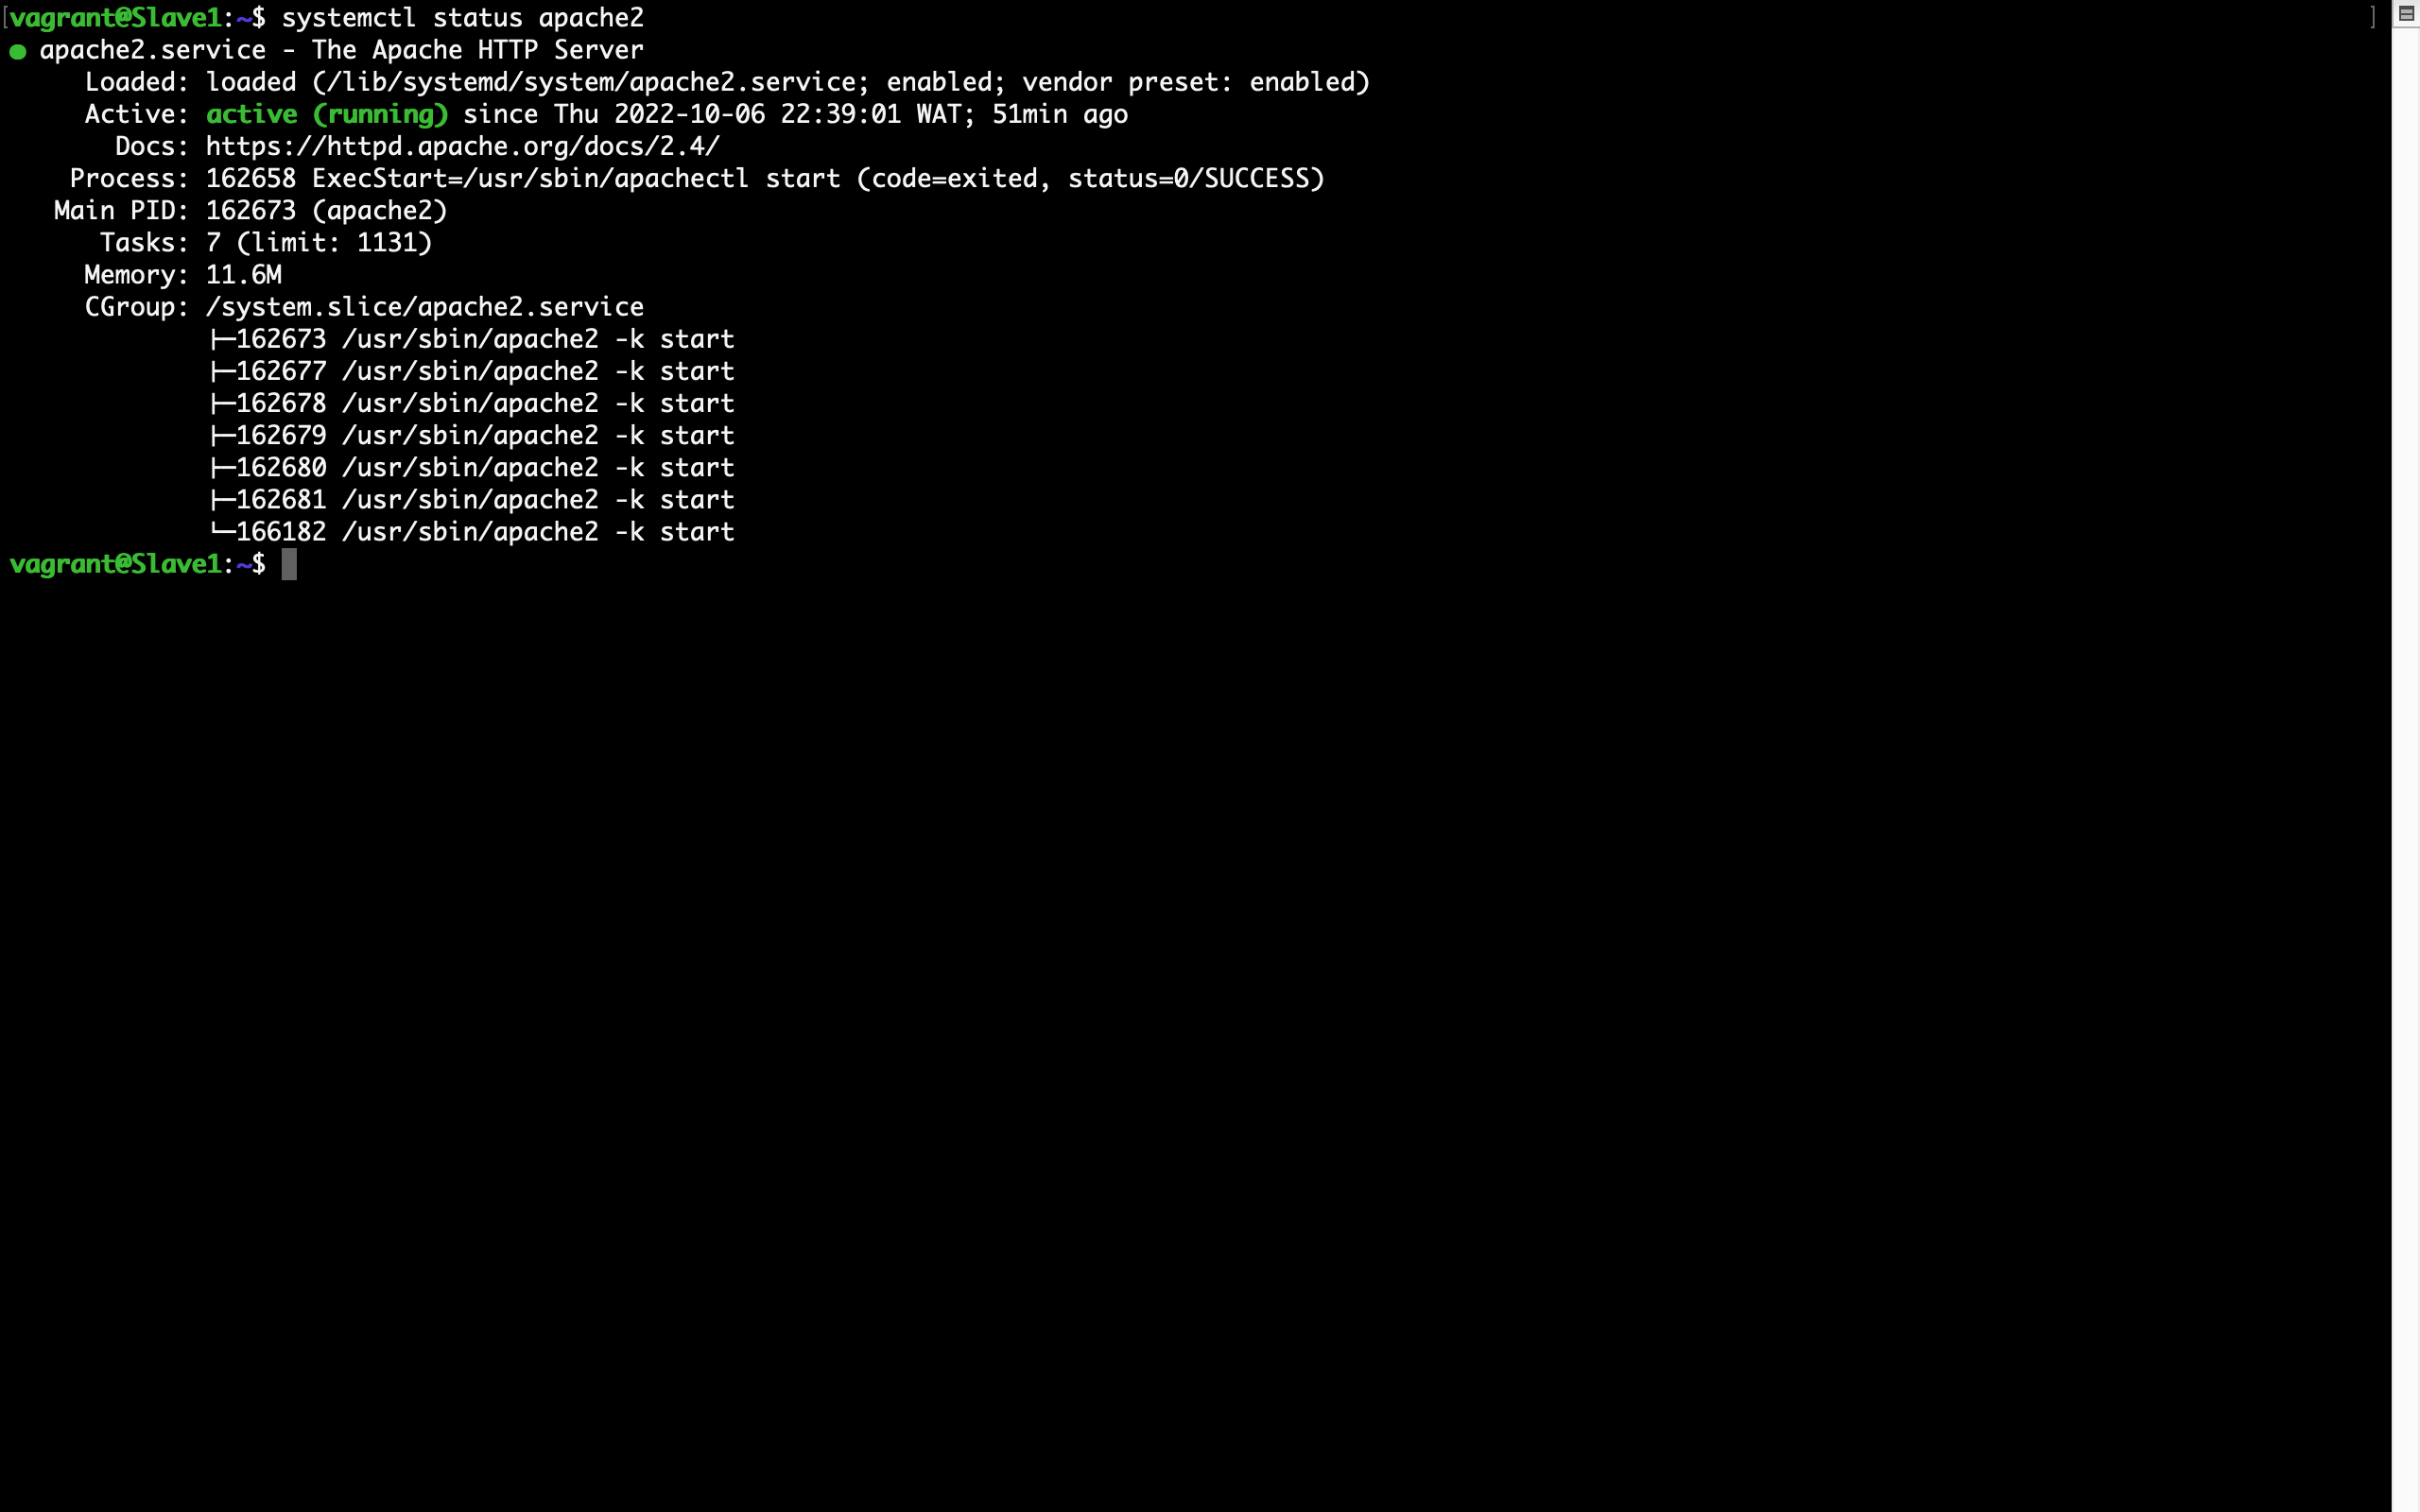 [vagrant@Slave1:~$ systemctl status apache2 ]
● apache2.service - The Apache HTTP Server
     Loaded: loaded (/lib/systemd/system/apache2.service; enabled; vendor preset: enabled)
     Active: active (running) since Thu 2022-10-06 22:39:01 WAT; 51min ago
       Docs: https://httpd.apache.org/docs/2.4/
    Process: 162658 ExecStart=/usr/sbin/apachectl start (code=exited, status=0/SUCCESS)
   Main PID: 162673 (apache2)
      Tasks: 7 (limit: 1131)
     Memory: 11.6M
     CGroup: /system.slice/apache2.service
             ├─162673 /usr/sbin/apache2 -k start
             ├─162677 /usr/sbin/apache2 -k start
             ├─162678 /usr/sbin/apache2 -k start
             ├─162679 /usr/sbin/apache2 -k start
             ├─162680 /usr/sbin/apache2 -k start
             ├─162681 /usr/sbin/apache2 -k start
             └─166182 /usr/sbin/apache2 -k start
vagrant@Slave1:~$